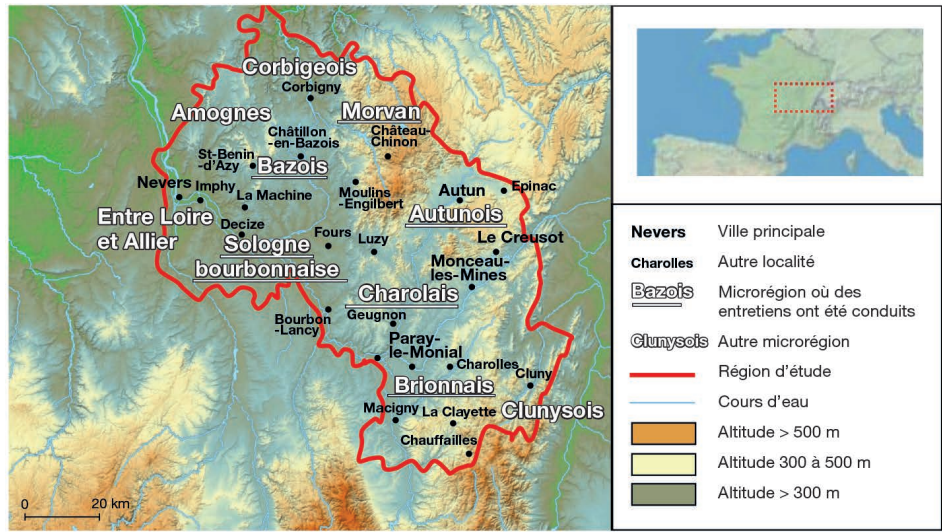 Corbigeois
Corbigny
Amognes
Morvan
Châtillon
-en-Bazois
Château-
Chinon
St-Benin
-d'Azy
Bazois
Nevers
Imphy
La Machine
Moulins
-Engilbert
Autun
Epinac
Entre Loire
et Allier
Autunois
Decize
Sologne
bourbonnaise
Fours
Luzy
Le Creusot
Monceau-
les-Mines
Charolais
Bourbon
-Lancy
Geugnon
Paray-
le-Monial
Charolles
Cluny
Brionnais
Macigny
La Clayette
Clunysois
Chauffailles
0 20 km
Nevers Ville principale
Charolles Autre localité
Bazois Microrégion où des
entretiens ont été conduits
Clunysois Autre microrégion
Région d'étude
Cours d'eau
Altitude > 500 m
Altitude 300 à 500 m
Altitude > 300 m